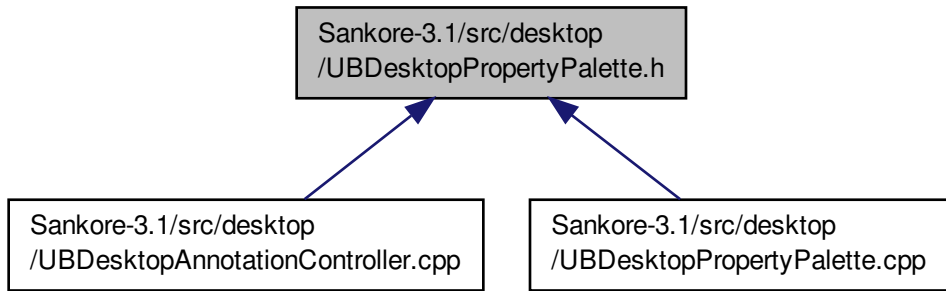 Sankore-3.1/src/desktop
/UBDesktopPropertyPalette.h
Sankore-3.1/src/desktop
/UBDesktopAnnotationController.cpp
Sankore-3.1/src/desktop
/UBDesktopPropertyPalette.cpp